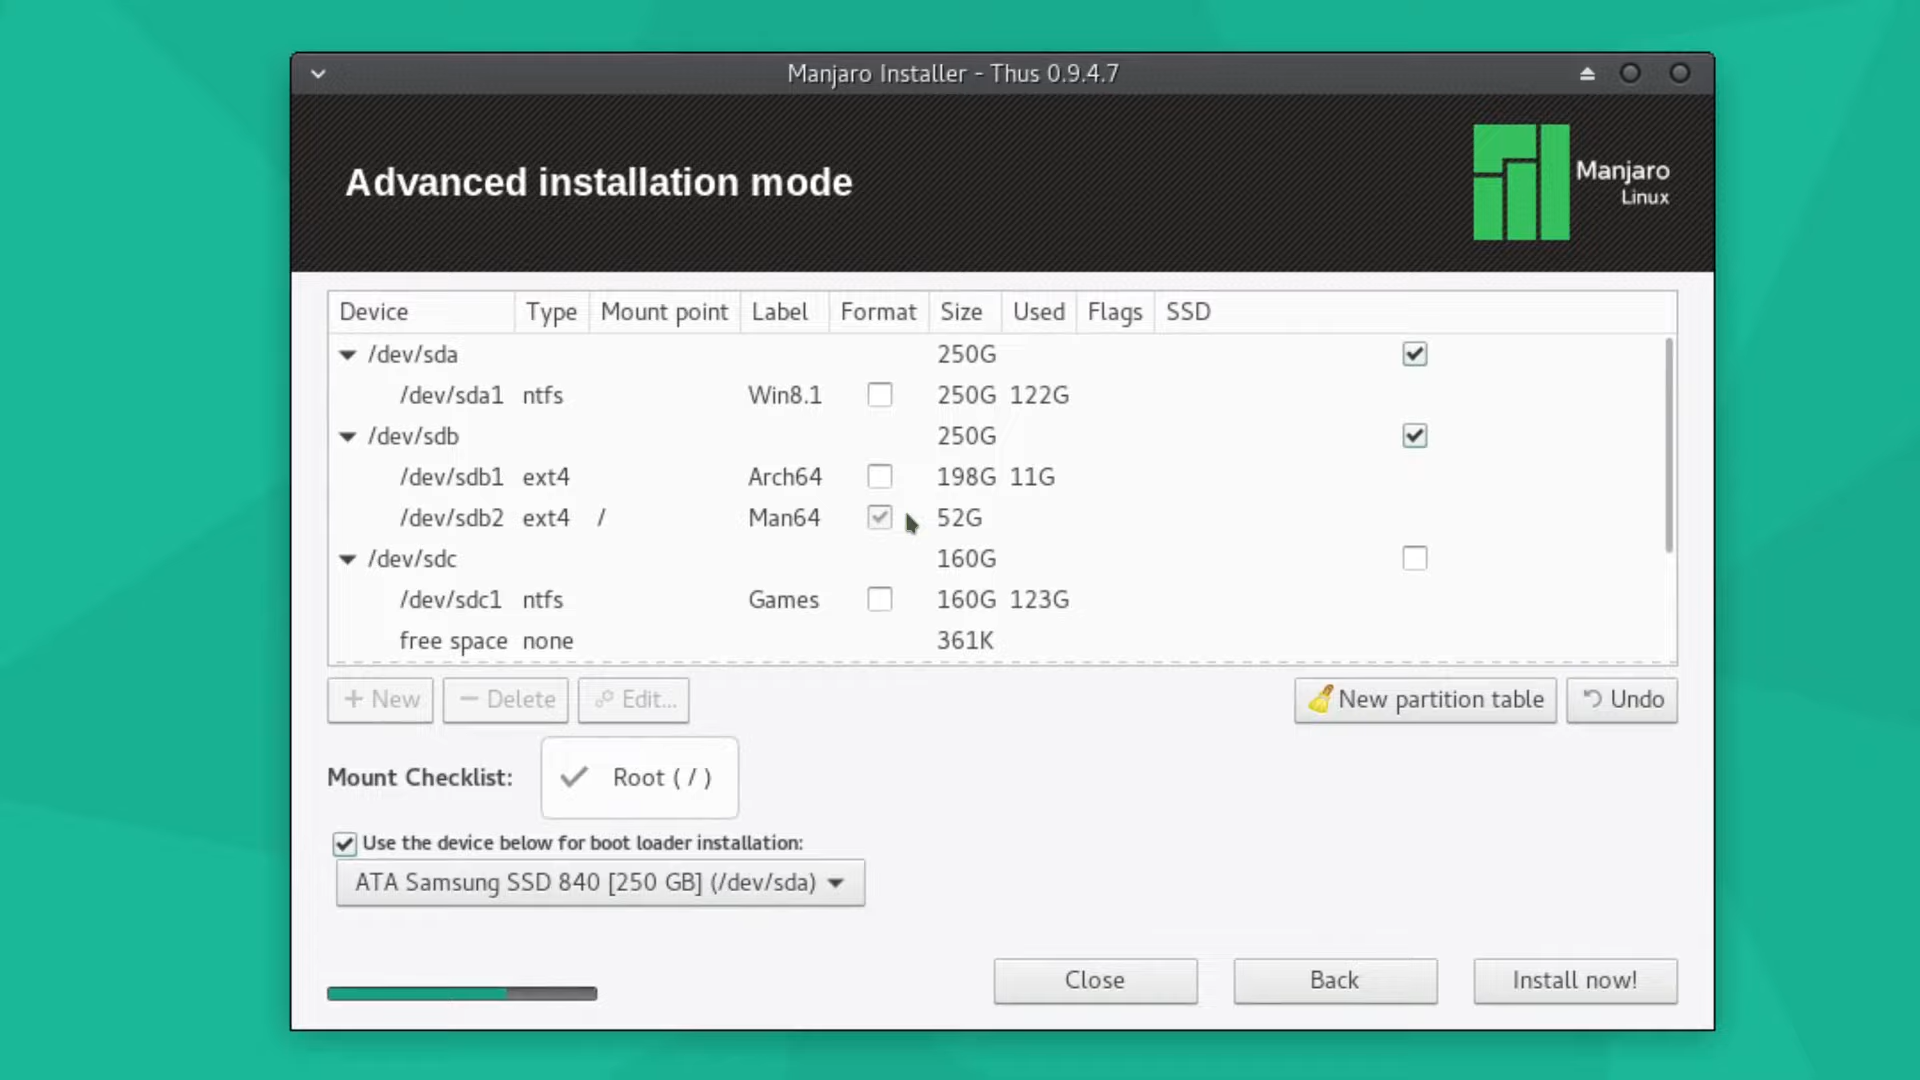 Manjaro Installer - Thus 0.9.4.7
Advanced installation mode
Manjaro
Linux
Device Type Mount point Label Format Size Used Flags SSD
/dev/sda 250G
/dev/sda1 ntfs Win8.1 250G 122G
/dev/sdb 250G
/dev/sdb1 ext4 Arch64 198G 11G
/dev/sdb2 ext4 / Man64 52G
/dev/sdc 160G
/dev/sdc1 ntfs Games 160G 123G
free space none 361K
+ New − Delete Edit... New partition table Undo
Mount Checklist: Root ( / )
Use the device below for boot loader installation:
ATA Samsung SSD 840 [250 GB] (/dev/sda)
Close Back Install now!